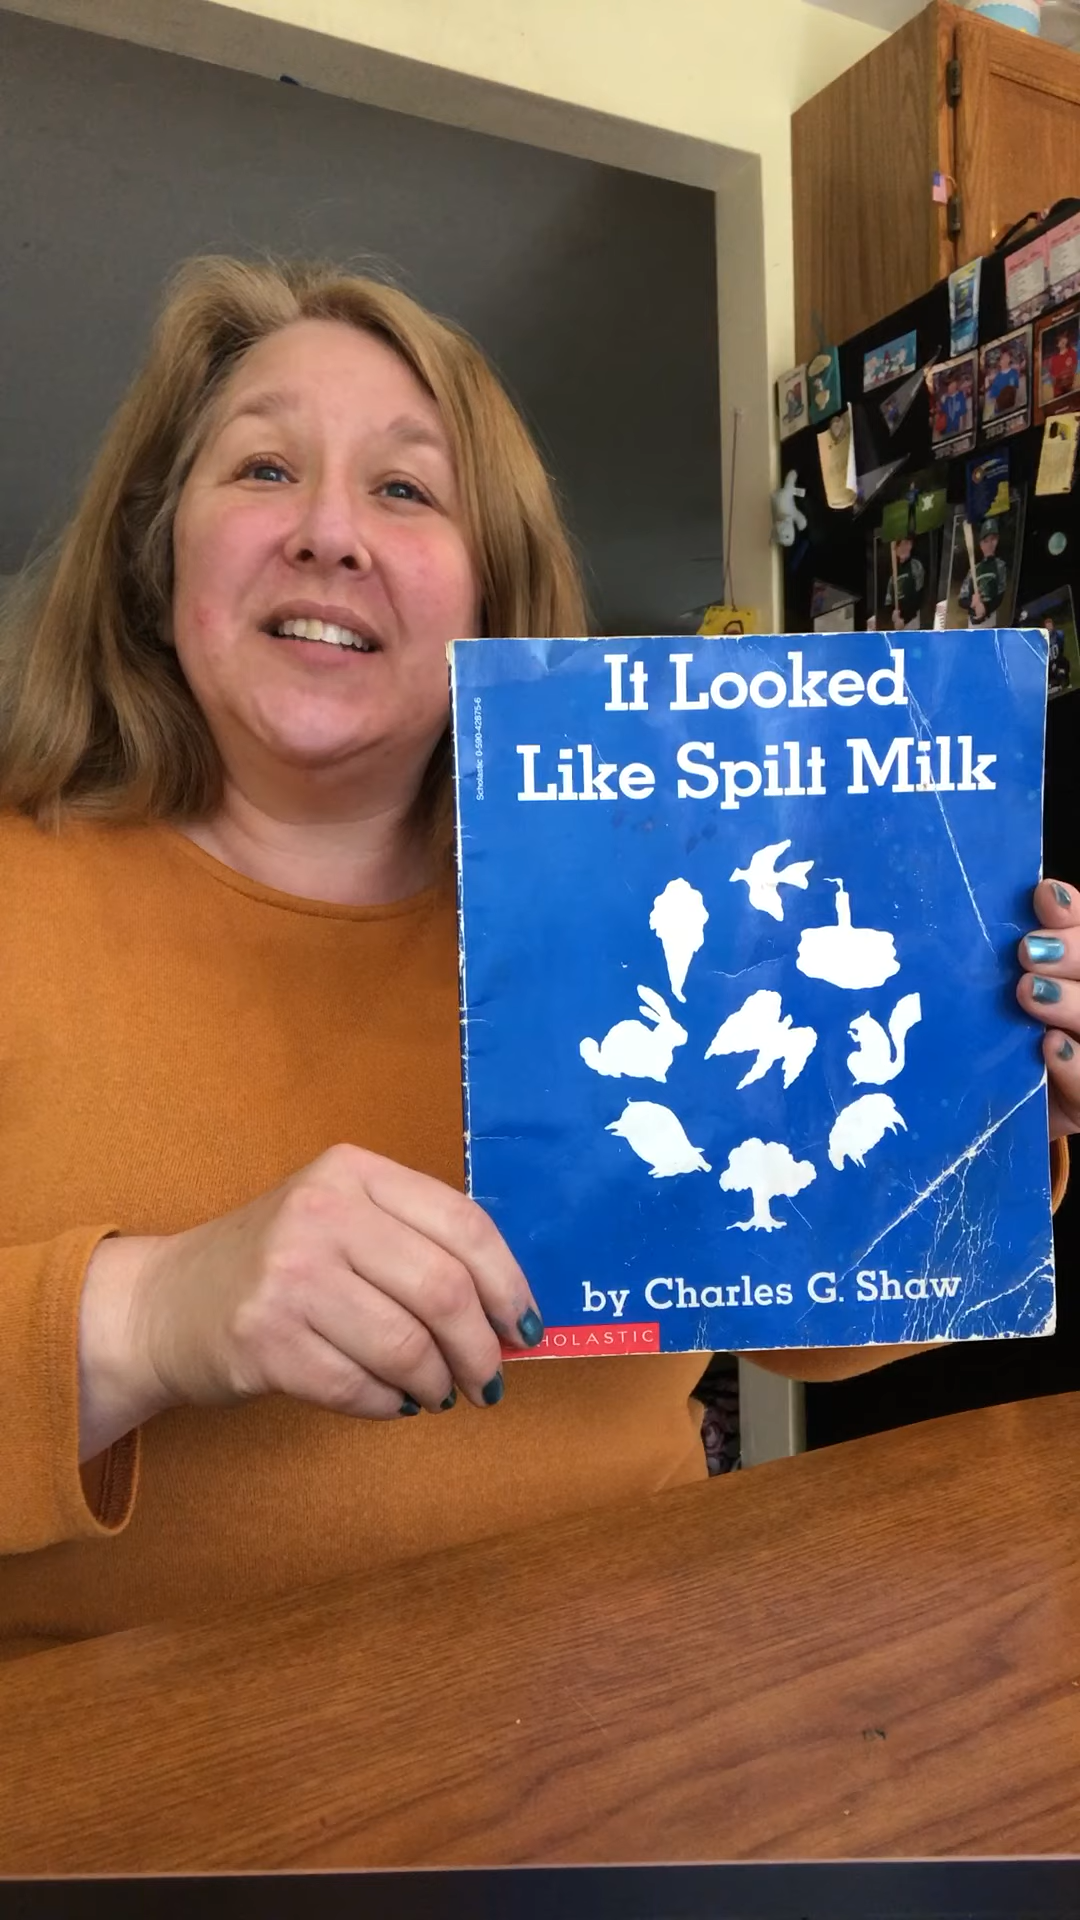 It Looked
Like Spilt Milk
Scholastic 0-590-42875-6
by Charles G. Shaw
HOLASTIC